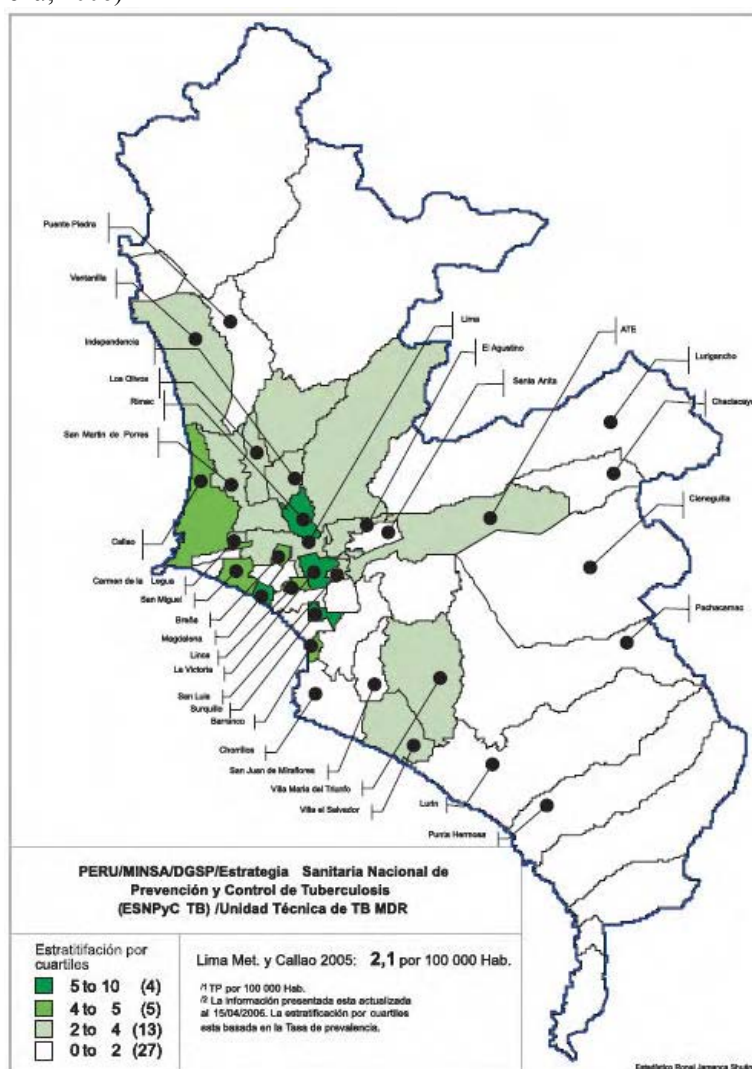 Puente Piedra
Ventanilla
Independencia
Los Olivos
Rimac
San Martin de Porres
Callao
Carmen de la Legua
San Miguel
Breña
Magdalena
Lince
La Victoria
San Luis
Surquillo
Barranco
Chorrillos
San Juan de Miraflores
Villa Maria del Triunfo
Villa el Salvador
Lurin
Punta Hermosa
Lima
El Agustino
Santa Anita
ATE
Lurigancho
Chaclacayo
Cieneguilla
Pachacamac
PERU/MINSA/DGSP/Estrategia Sanitaria Nacional de
Prevención y Control de Tuberculosis
(ESNPyC TB) /Unidad Técnica de TB MDR
Estratitifación por
cuartiles
5 to 10 (4)
4 to 5 (5)
2 to 4 (13)
0 to 2 (27)
Lima Met. y Callao 2005: 2,1 por 100 000 Hab.
/1 TP por 100 000 Hab.
/2 La información presentada esta actualizada
al 15/04/2006. La estratificación por cuartiles
esta basada en la Tasa de prevalencia.